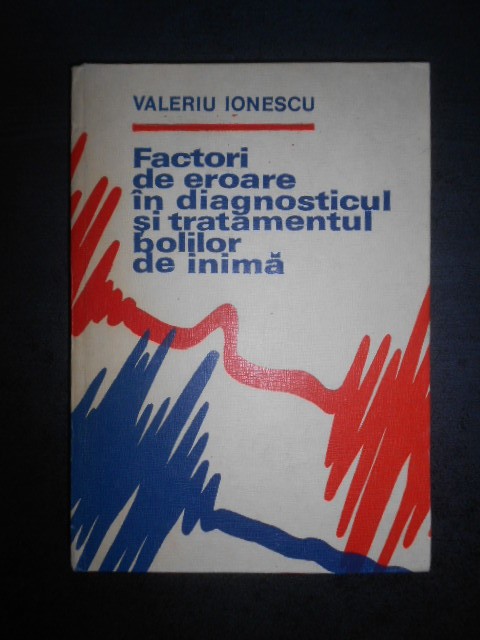 VALERIU IONESCU
Factori
de eroare
în diagnosticul
și tratamentul
bolilor
de inimă